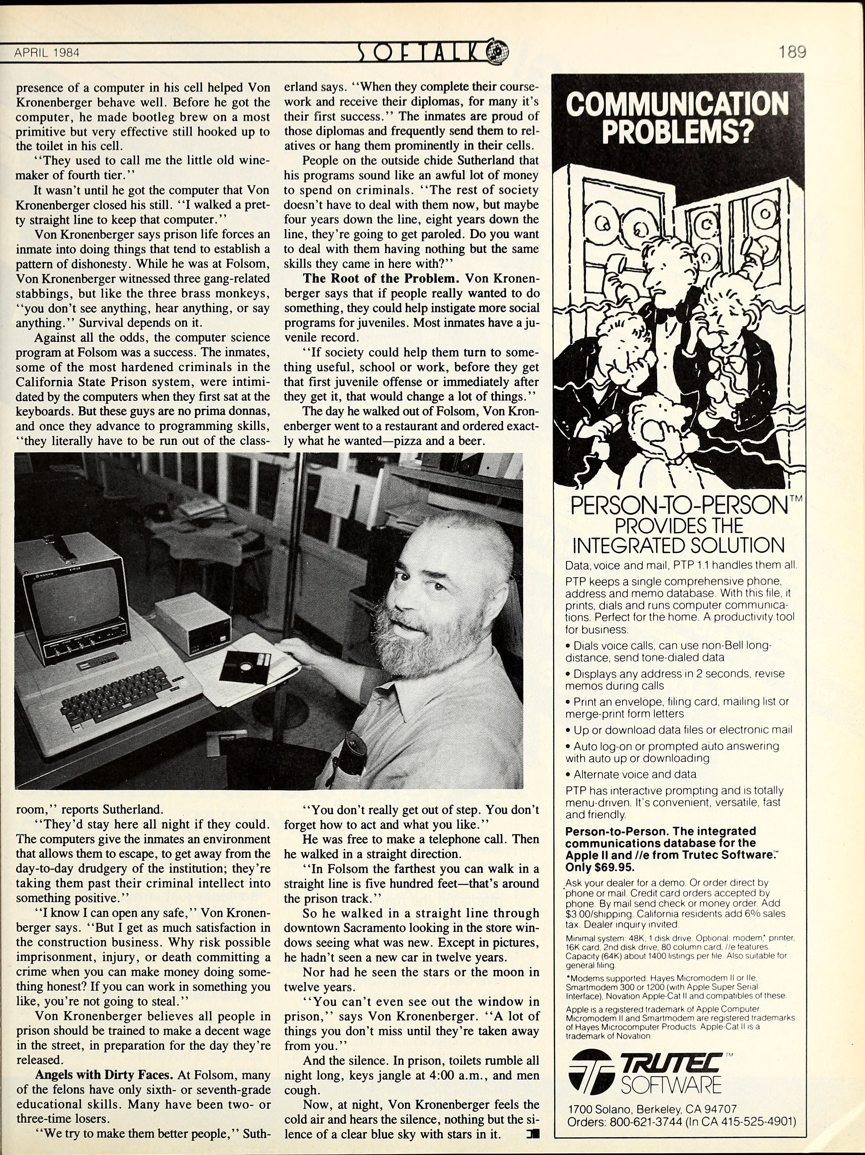 APRIL 1984
SOFTALK
189
presence of a computer in his cell helped Von
Kronenberger behave well. Before he got the
computer, he made bootleg brew on a most
primitive but very effective still hooked up to
the toilet in his cell.
‘‘They used to call me the little old wine-
maker of fourth tier.’’
It wasn't until he got the computer that Von
Kronenberger closed his still. ‘‘I walked a pret-
ty straight line to keep that computer.’’
Von Kronenberger says prison life forces an
inmate into doing things that tend to establish a
pattern of dishonesty. While he was at Folsom,
Von Kronenberger witnessed three gang-related
stabbings, but like the three brass monkeys,
‘‘you don't see anything, hear anything, or say
anything.’’ Survival depends on it.
Against all the odds, the computer science
program at Folsom was a success. The inmates,
some of the most hardened criminals in the
California State Prison system, were intimi-
dated by the computers when they first sat at the
keyboards. But these guys are no prima donnas,
and once they advance to programming skills,
‘‘they literally have to be run out of the class-
room,’’ reports Sutherland.
‘‘They'd stay here all night if they could.
The computers give the inmates an environment
that allows them to escape, to get away from the
day-to-day drudgery of the institution; they're
taking them past their criminal intellect into
something positive.’’
‘‘I know I can open any safe,’’ Von Kronen-
berger says. ‘‘But I get as much satisfaction in
the construction business. Why risk possible
imprisonment, injury, or death committing a
crime when you can make money doing some-
thing honest? If you can work in something you
like, you're not going to steal.’’
Von Kronenberger believes all people in
prison should be trained to make a decent wage
in the street, in preparation for the day they're
released.
Angels with Dirty Faces. At Folsom, many
of the felons have only sixth- or seventh-grade
educational skills. Many have been two- or
three-time losers.
‘‘We try to make them better people,’’ Suth-
erland says. ‘‘When they complete their course-
work and receive their diplomas, for many it's
their first success.’’ The inmates are proud of
those diplomas and frequently send them to rel-
atives or hang them prominently in their cells.
People on the outside chide Sutherland that
his programs sound like an awful lot of money
to spend on criminals. ‘‘The rest of society
doesn't have to deal with them now, but maybe
four years down the line, eight years down the
line, they're going to get paroled. Do you want
to deal with them having nothing but the same
skills they came in here with?’’
The Root of the Problem. Von Kronen-
berger says that if people really wanted to do
something, they could help instigate more social
programs for juveniles. Most inmates have a ju-
venile record.
‘‘If society could help them turn to some-
thing useful, school or work, before they get
that first juvenile offense or immediately after
they get it, that would change a lot of things.’’
The day he walked out of Folsom, Von Kron-
enberger went to a restaurant and ordered exact-
ly what he wanted—pizza and a beer.
‘‘You don't really get out of step. You don't
forget how to act and what you like.’’
He was free to make a telephone call. Then
he walked in a straight direction.
‘‘In Folsom the farthest you can walk in a
straight line is five hundred feet—that's around
the prison track.’’
So he walked in a straight line through
downtown Sacramento looking in the store win-
dows seeing what was new. Except in pictures,
he hadn't seen a new car in twelve years.
Nor had he seen the stars or the moon in
twelve years.
‘‘You can't even see out the window in
prison,’’ says Von Kronenberger. ‘‘A lot of
things you don't miss until they're taken away
from you.’’
And the silence. In prison, toilets rumble all
night long, keys jangle at 4:00 a.m., and men
cough.
Now, at night, Von Kronenberger feels the
cold air and hears the silence, nothing but the si-
lence of a clear blue sky with stars in it.
COMMUNICATION
PROBLEMS?
PERSON-TO-PERSON™
PROVIDES THE
INTEGRATED SOLUTION
Data, voice and mail, PTP 1.1 handles them all.
PTP keeps a single comprehensive phone,
address and memo database. With this file, it
prints, dials and runs computer communica-
tions. Perfect for the home. A productivity tool
for business.
• Dials voice calls, can use non-Bell long-
distance, send tone-dialed data
• Displays any address in 2 seconds, revise
memos during calls
• Print an envelope, filing card, mailing list or
merge-print form letters
• Up or download data files or electronic mail
• Auto log-on or prompted auto answering
with auto up or downloading
• Alternate voice and data
PTP has interactive prompting and is totally
menu-driven. It's convenient, versatile, fast
and friendly.
Person-to-Person. The integrated
communications database for the
Apple II and //e from Trutec Software.™
Only $69.95.
Ask your dealer for a demo. Or order direct by
phone or mail. Credit card orders accepted by
phone. By mail send check or money order. Add
$3.00/shipping. California residents add 6% sales
tax. Dealer inquiry invited.
Minimal system: 48K, 1 disk drive. Optional: modem,* printer,
16K card, 2nd disk drive, 80 column card, //e features.
Capacity (64K) about 1400 listings per file. Also suitable for
general filing.
*Modems supported: Hayes Micromodem II or IIe,
Smartmodem 300 or 1200 (with Apple Super Serial
Interface), Novation Apple-Cat II and compatibles of these.
Apple is a registered trademark of Apple Computer.
Micromodem II and Smartmodem are registered trademarks
of Hayes Microcomputer Products. Apple-Cat II is a
trademark of Novation.
TRUTEC™
SOFTWARE
1700 Solano, Berkeley, CA 94707
Orders: 800-621-3744 (In CA 415-525-4901)